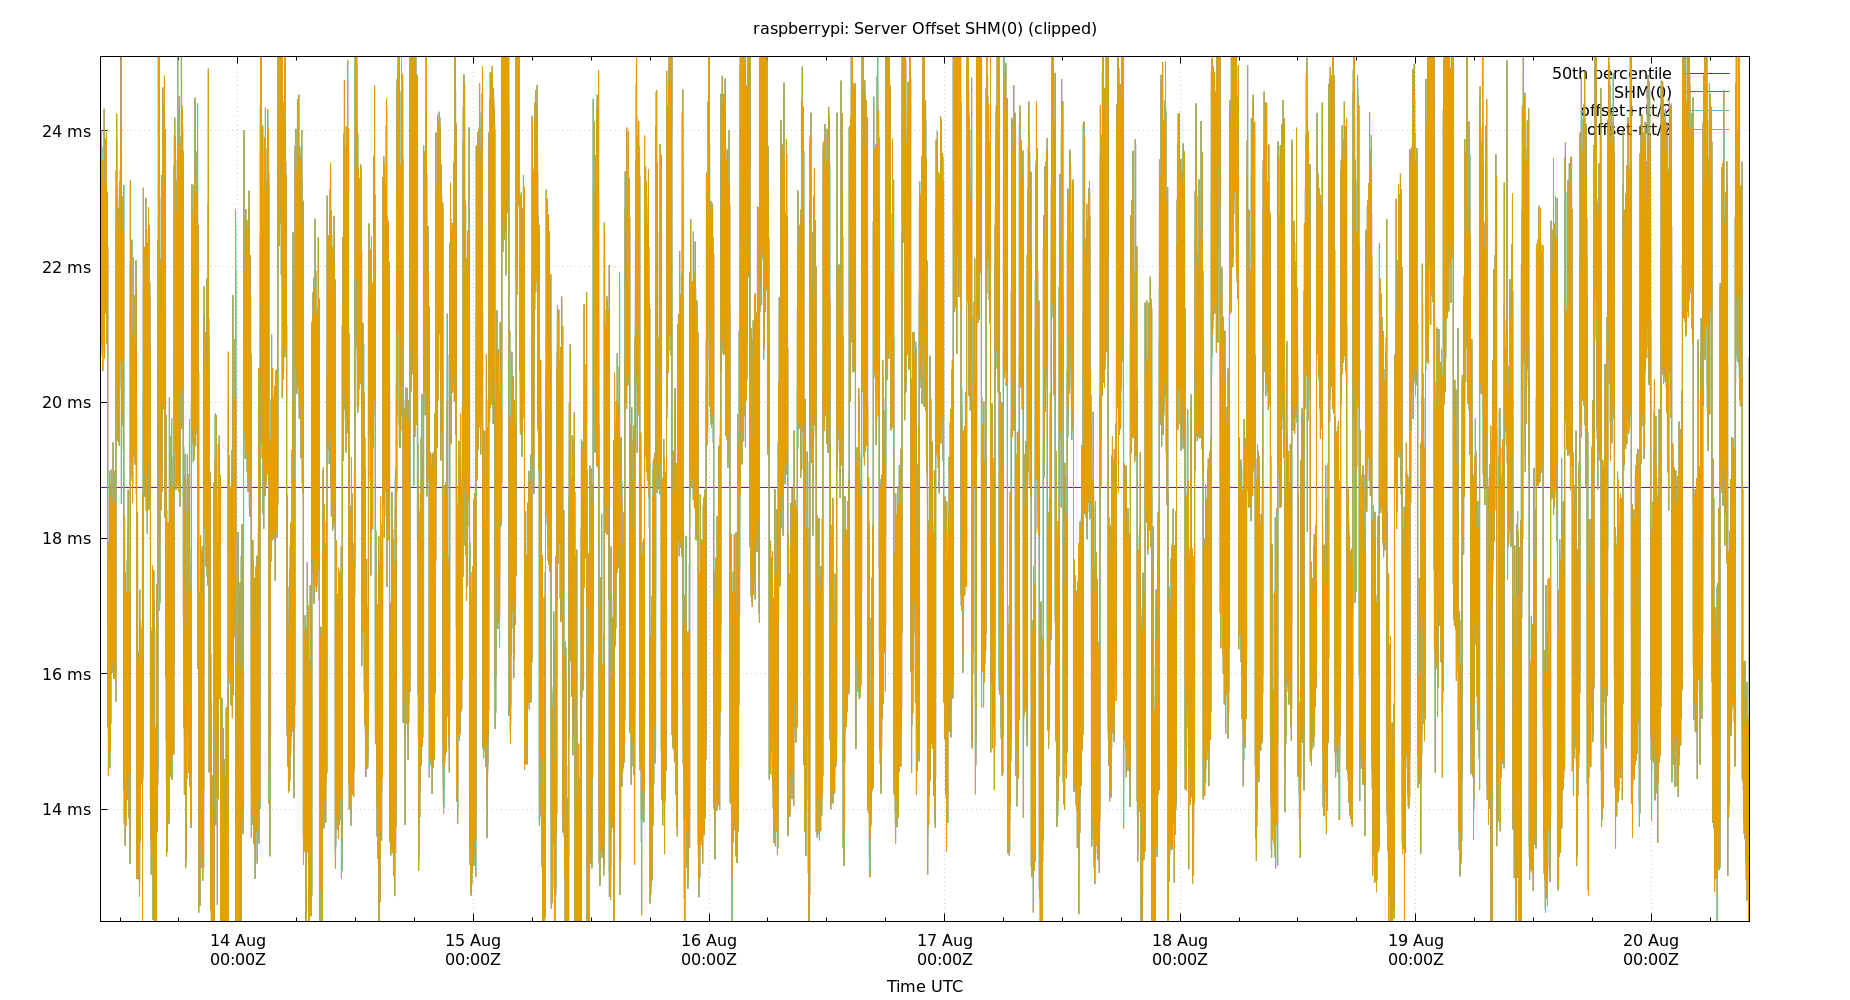 raspberrypi: Server Offset SHM(0) (clipped)
50th percentile
SHM(0)
offset+rtt/2
offset-rtt/2
24 ms
22 ms
20 ms
18 ms
16 ms
14 ms
14 Aug 15 Aug 16 Aug 17 Aug 18 Aug 19 Aug 20 Aug
00:00Z 00:00Z 00:00Z 00:00Z 00:00Z 00:00Z 00:00Z
Time UTC